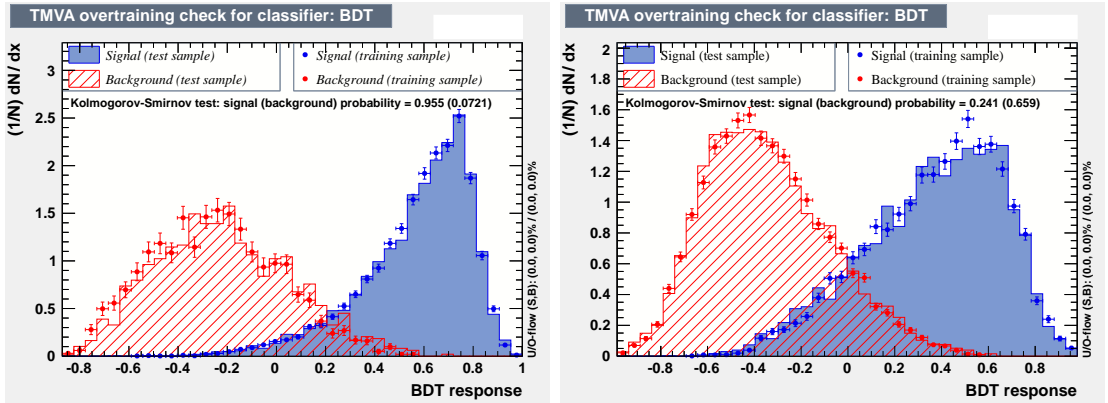 TMVA overtraining check for classifier: BDT
(1/N) dN / dx
Signal (test sample)
Background (test sample)
Signal (training sample)
Background (training sample)
Kolmogorov-Smirnov test: signal (background) probability = 0.955 (0.0721)
3
2.5
2
1.5
1
0.5
0
-0.8 -0.6 -0.4 -0.2 0 0.2 0.4 0.6 0.8 1
BDT response
U/O-flow (S,B): (0.0, 0.0)% / (0.0, 0.0)%
TMVA overtraining check for classifier: BDT
(1/N) dN / dx
Signal (test sample)
Background (test sample)
Signal (training sample)
Background (training sample)
Kolmogorov-Smirnov test: signal (background) probability = 0.241 (0.659)
2
1.8
1.6
1.4
1.2
1
0.8
0.6
0.4
0.2
0
-0.8 -0.6 -0.4 -0.2 0 0.2 0.4 0.6 0.8
BDT response
U/O-flow (S,B): (0.0, 0.0)% / (0.0, 0.0)%